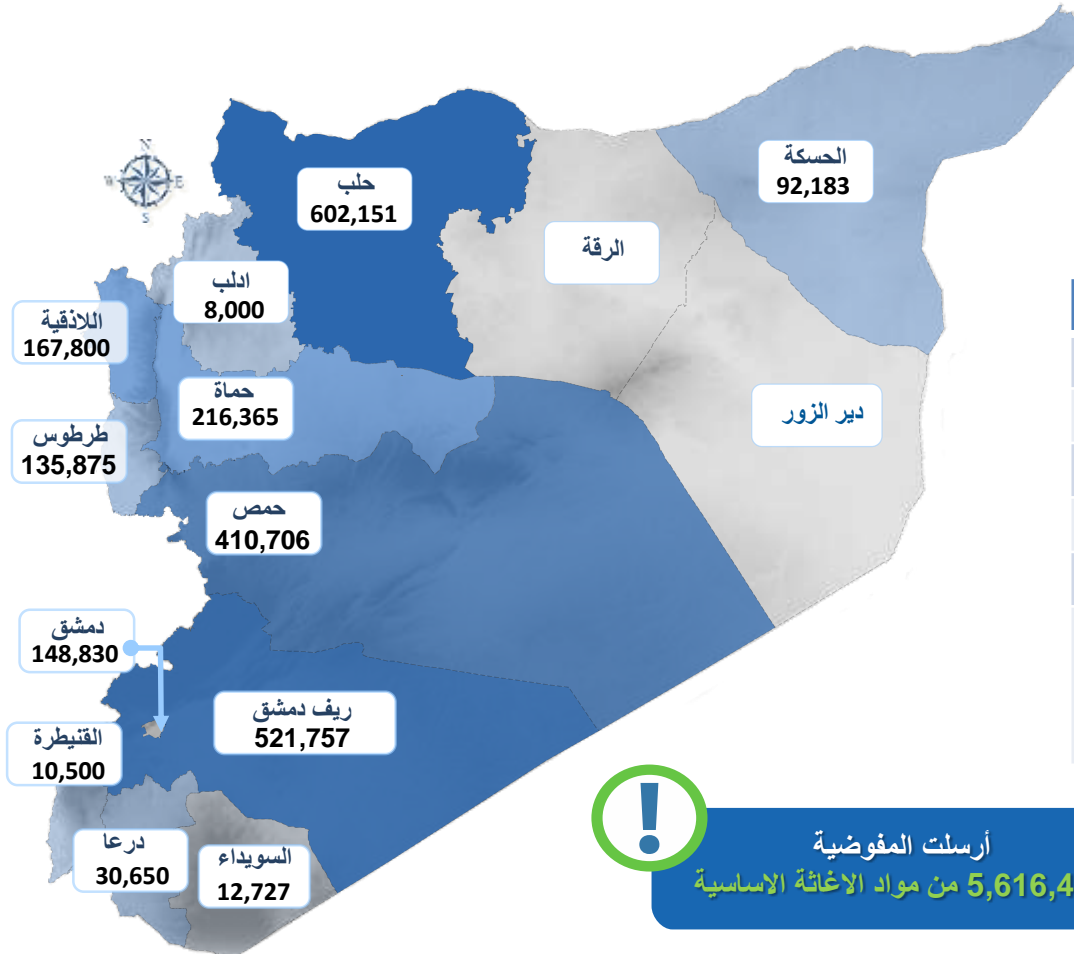 N
W E
S
حلب
602,151
الحسكة
92,183
الرقة
ادلب
8,000
اللاذقية
167,800
حماة
216,365
دير الزور
طرطوس
135,875
حمص
410,706
دمشق
148,830
ريف دمشق
521,757
القنيطرة
10,500
درعا
30,650
السويداء
12,727
!
أرسلت المفوضية
5,616,4 من مواد الاغاثة الاساسية